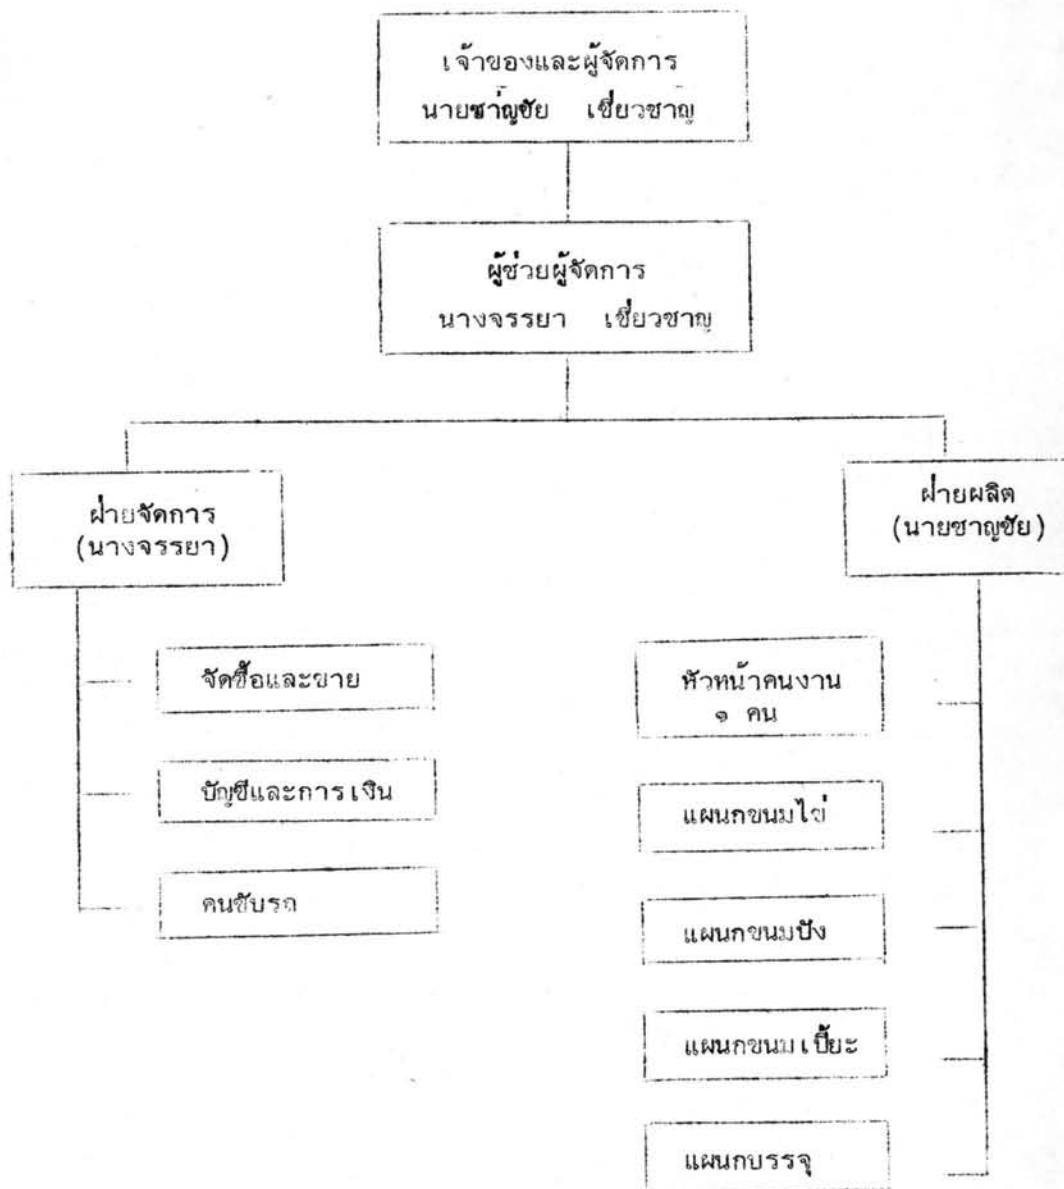 เจ้าของและผู้จัดการ
นายชาญชัย เชี่ยวชาญ
ผู้ช่วยผู้จัดการ
นางจรรยา เชี่ยวชาญ
ฝ่ายจัดการ
(นางจรรยา)
จัดซื้อและขาย
บัญชีและการเงิน
คนขับรถ
ฝ่ายผลิต
(นายชาญชัย)
หัวหน้าคนงาน
๑ คน
แผนกขนมไข่
แผนกขนมปัง
แผนกขนมเปี๊ยะ
แผนกบรรจุ